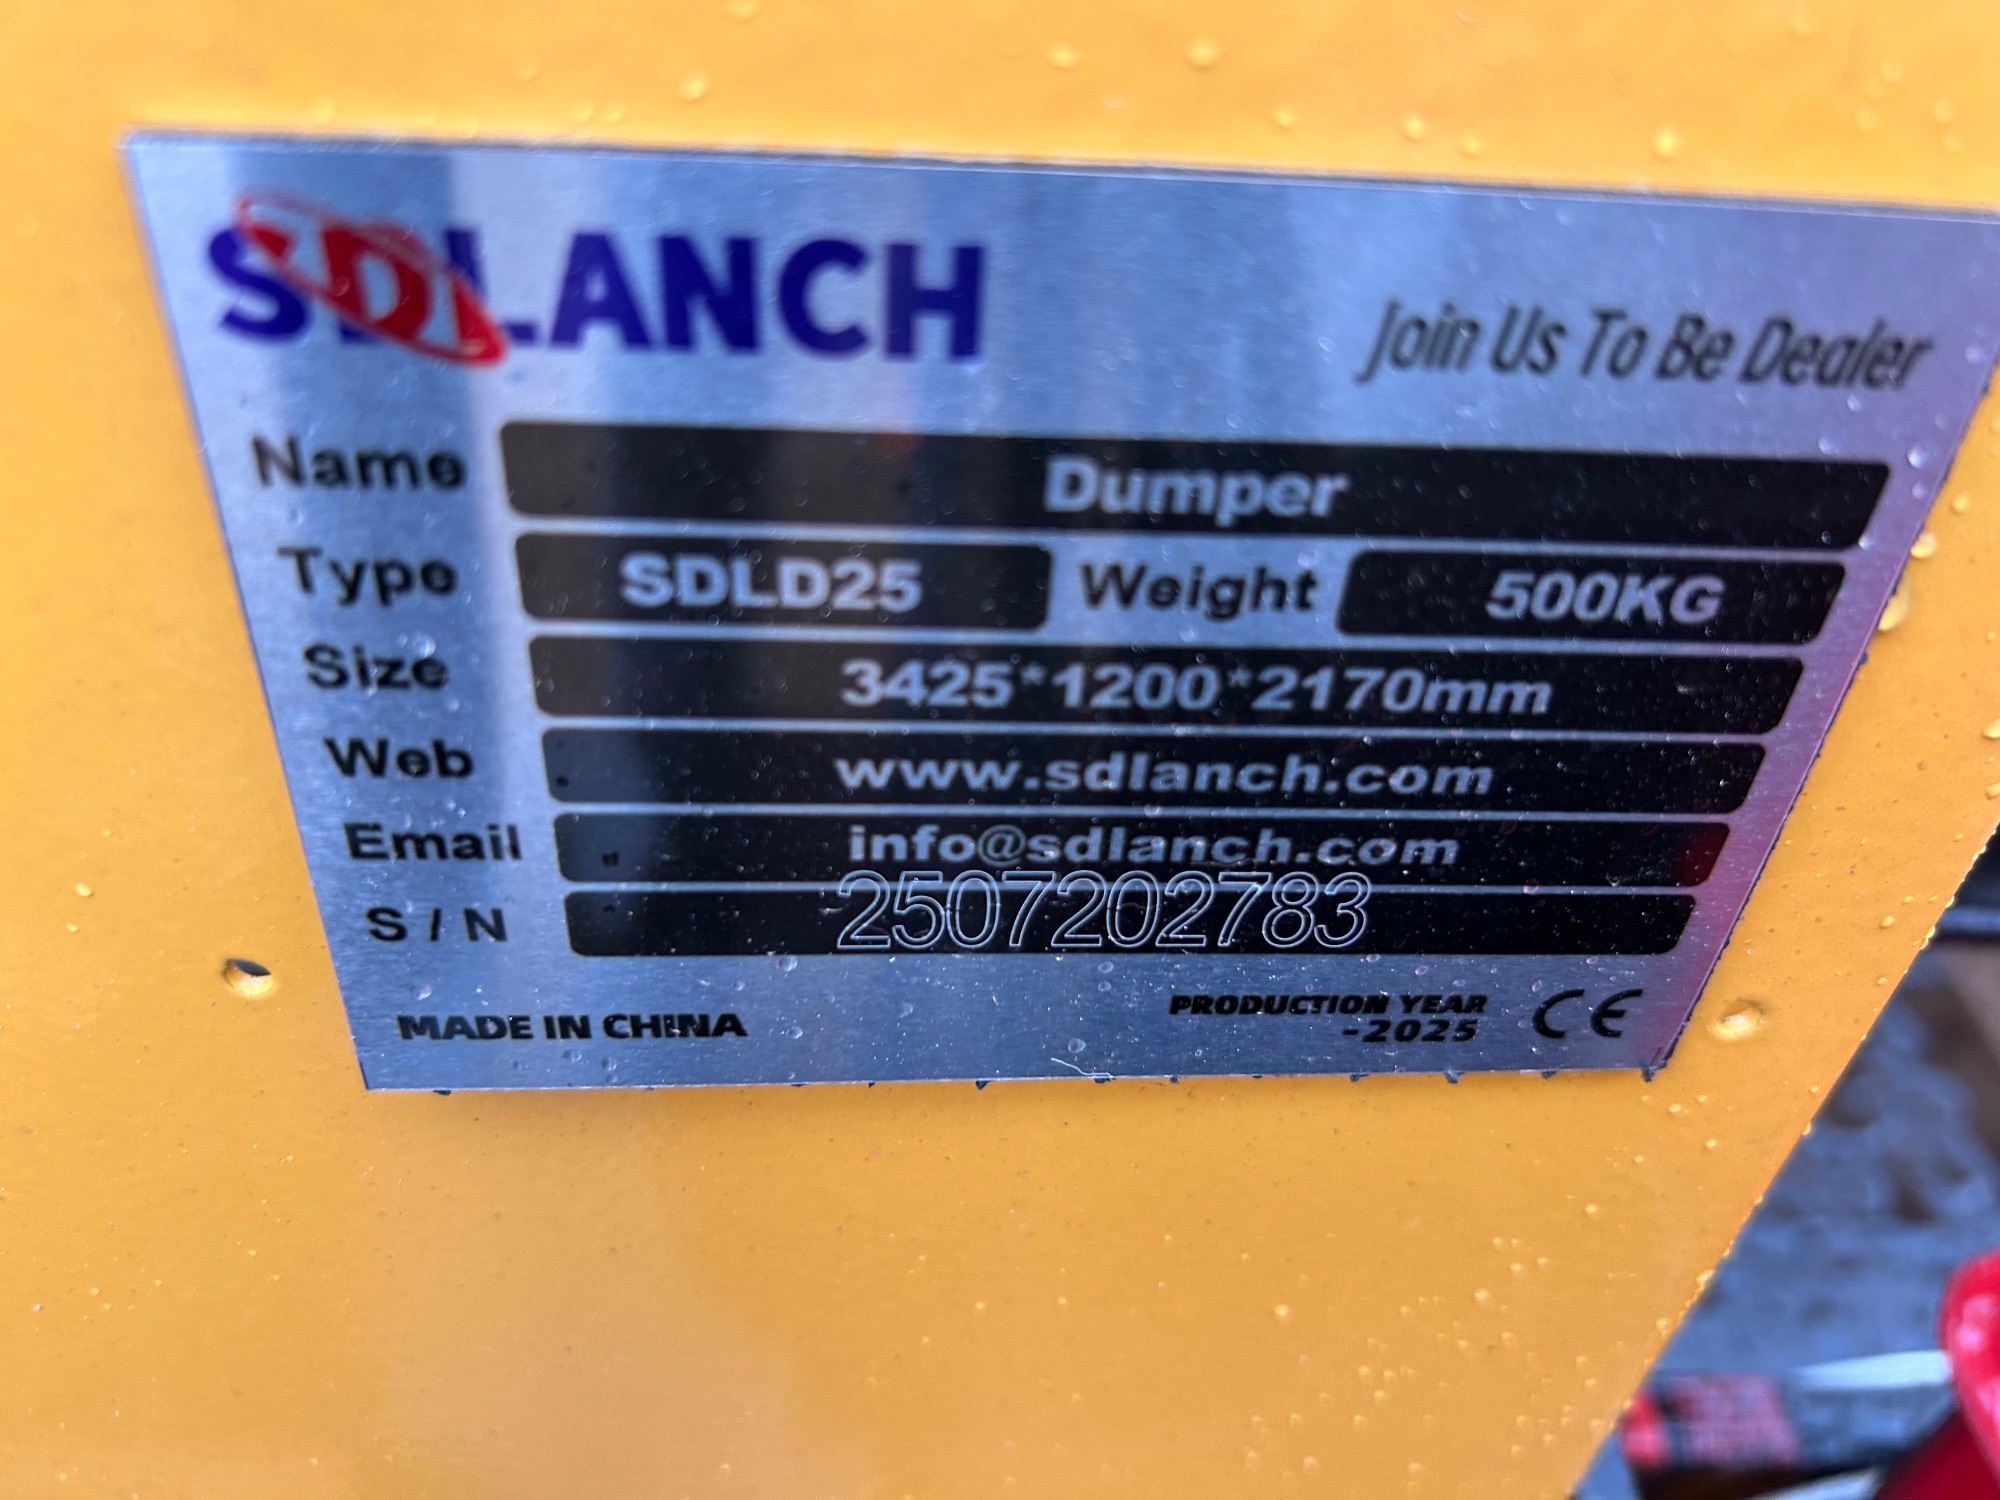 SDLANCH
Join Us To Be Dealer
Name Dumper
Type SDLD25 Weight 500KG
Size 3425*1200*2170mm
Web www.sdlanch.com
Email info@sdlanch.com
S/N 2507202783
MADE IN CHINA
PRODUCTION YEAR
-2025
CE